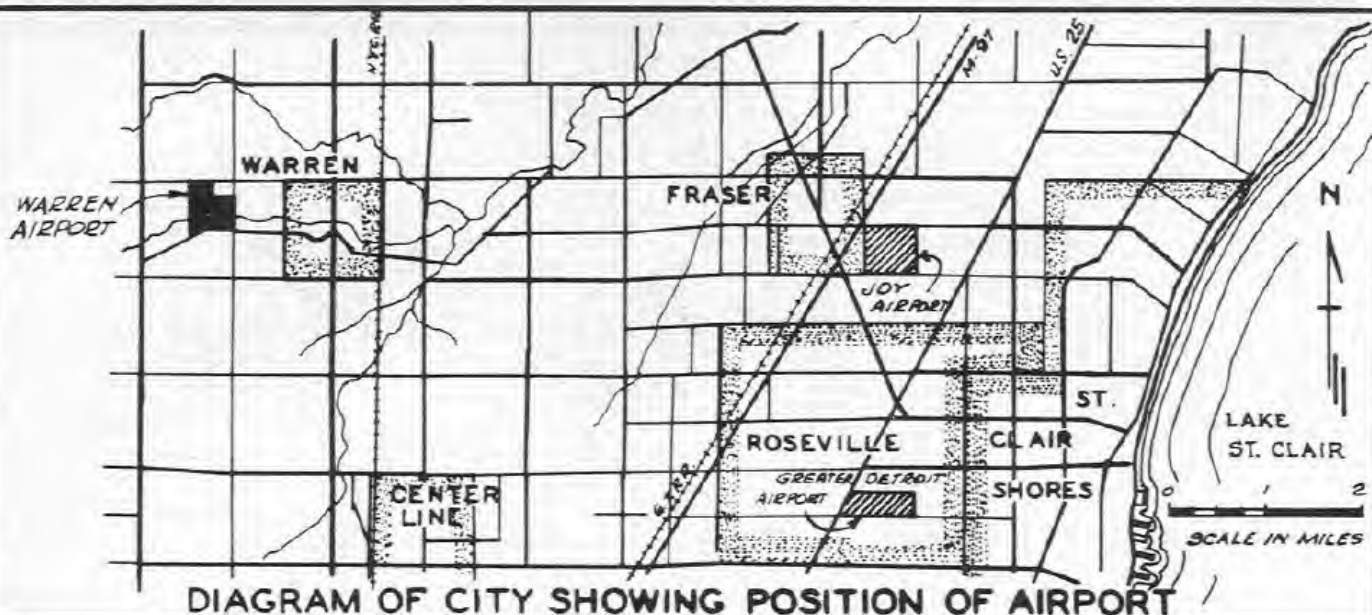 M-97
U.S. 25
WARREN
WARREN
AIRPORT
FRASER
N
JOY
AIRPORT
ST.
ROSEVILLE
CLAIR
LAKE
ST. CLAIR
GREATER DETROIT
AIRPORT
SHORES
CENTER
LINE
0 1 2
SCALE IN MILES
DIAGRAM OF CITY SHOWING POSITION OF AIRPORT